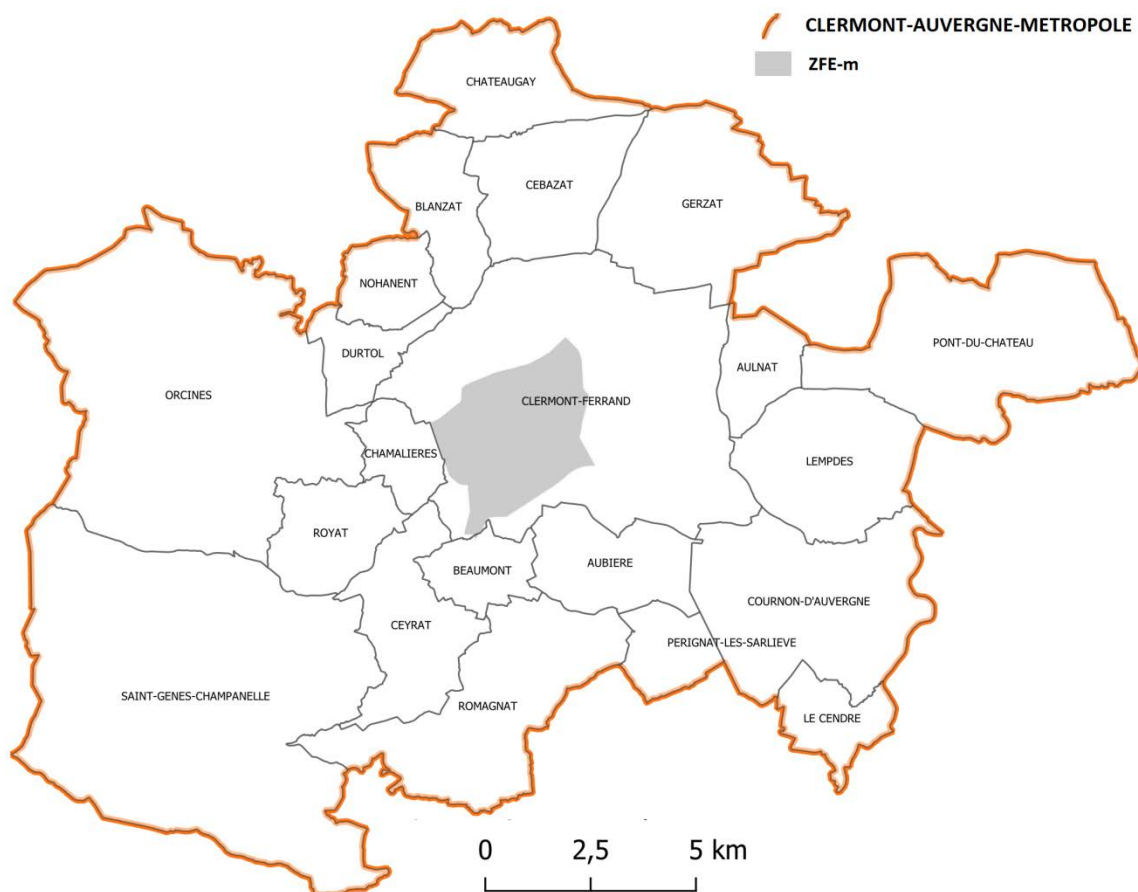 CLERMONT-AUVERGNE-METROPOLE
ZFE-m
CHATEAUGAY
CEBAZAT
BLANZAT
GERZAT
NOHANENT
PONT-DU-CHATEAU
DURTOL
AULNAT
ORCINES
CLERMONT-FERRAND
CHAMALIERES
LEMPDES
ROYAT
BEAUMONT
AUBIERE
COURNON-D'AUVERGNE
CEYRAT
PERIGNAT-LES-SARLIEVE
SAINT-GENES-CHAMPANELLE
ROMAGNAT
LE CENDRE
0 2,5 5 km